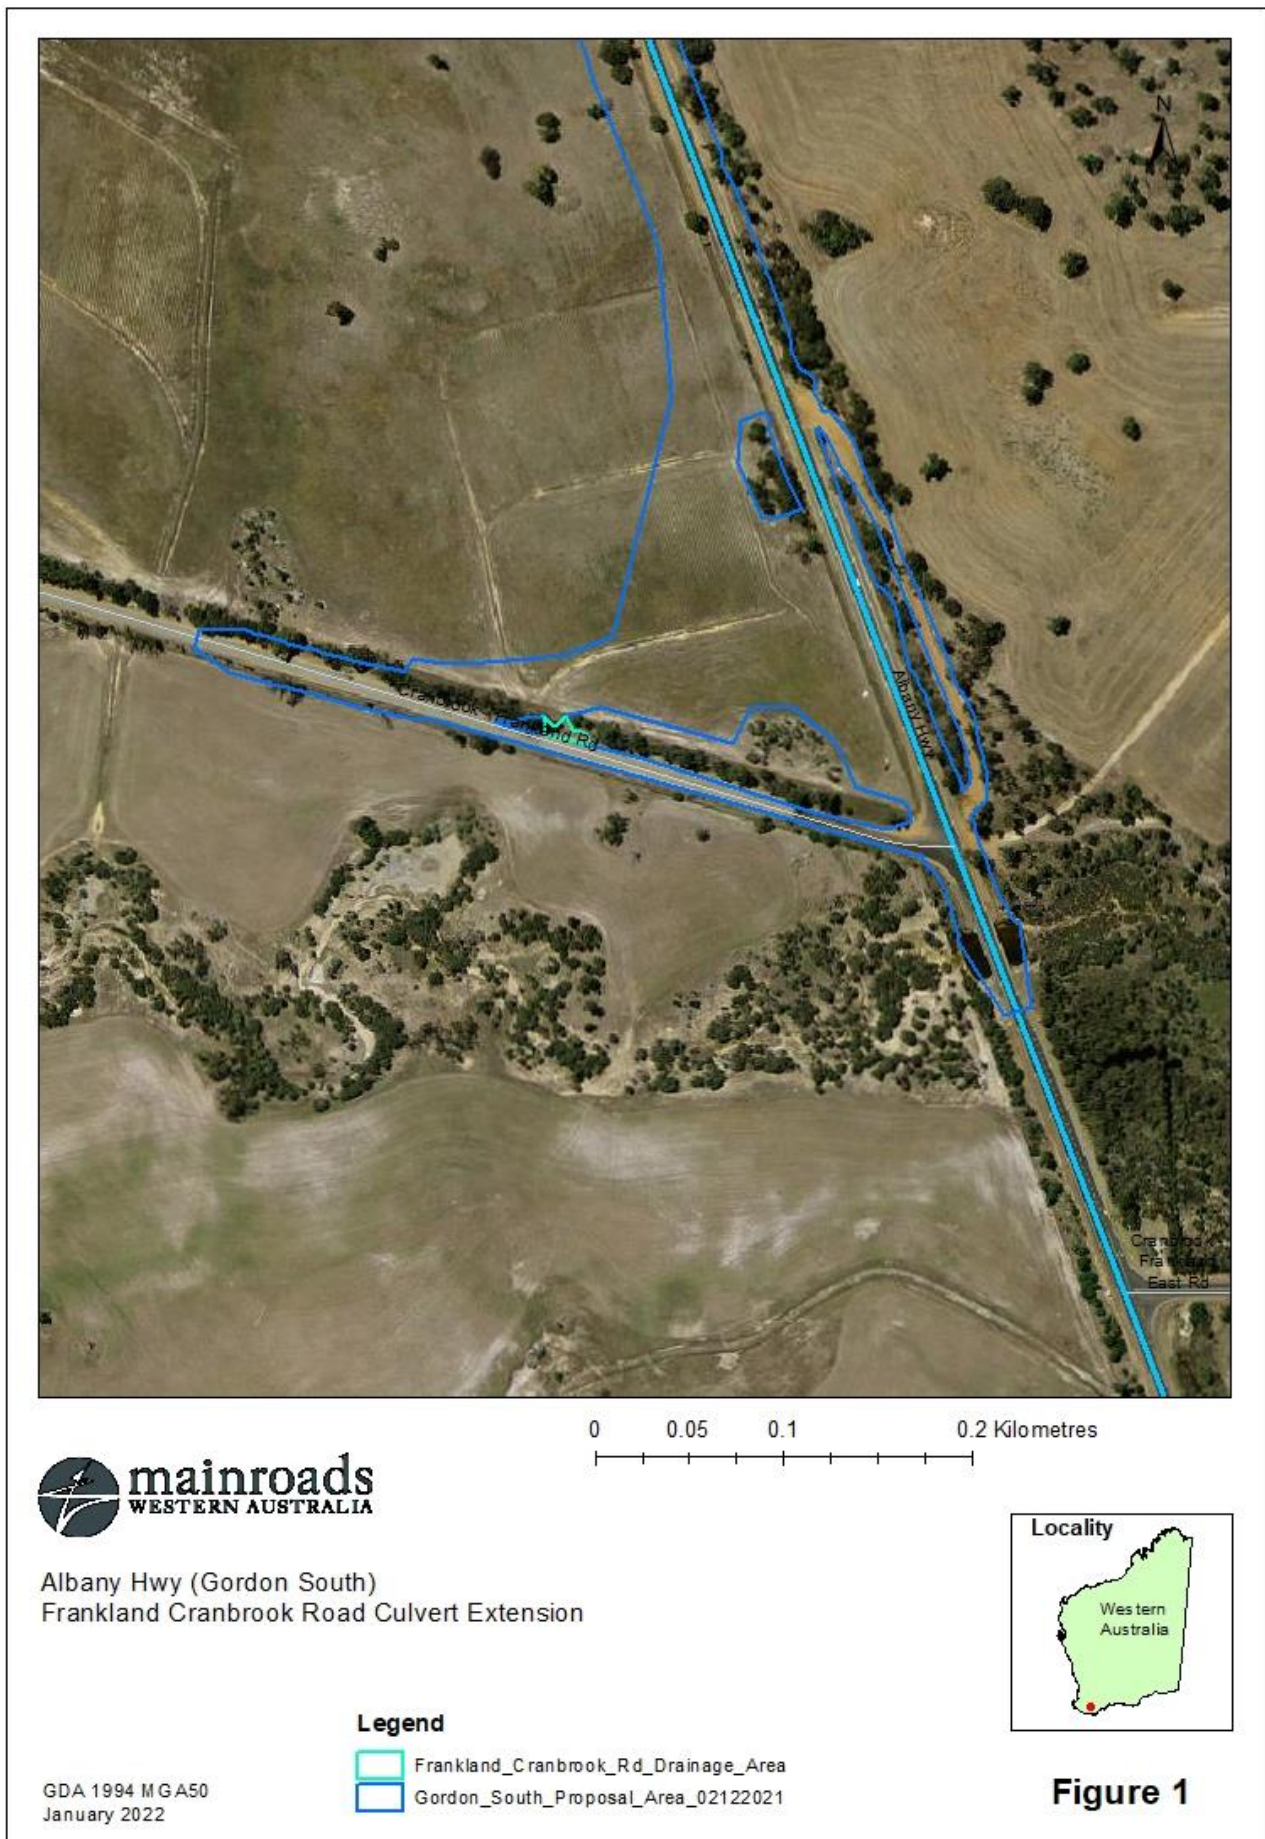 N
Cranbrook - Frankland Rd
Albany Hwy
Cranbrook -
Frankland
East Rd
0 0.05 0.1 0.2 Kilometres
mainroads
WESTERN AUSTRALIA
Locality
Western
Australia
Albany Hwy (Gordon South)
Frankland Cranbrook Road Culvert Extension
Legend
Frankland_Cranbrook_Rd_Drainage_Area
Gordon_South_Proposal_Area_02122021
GDA 1994 MGA50
January 2022
Figure 1